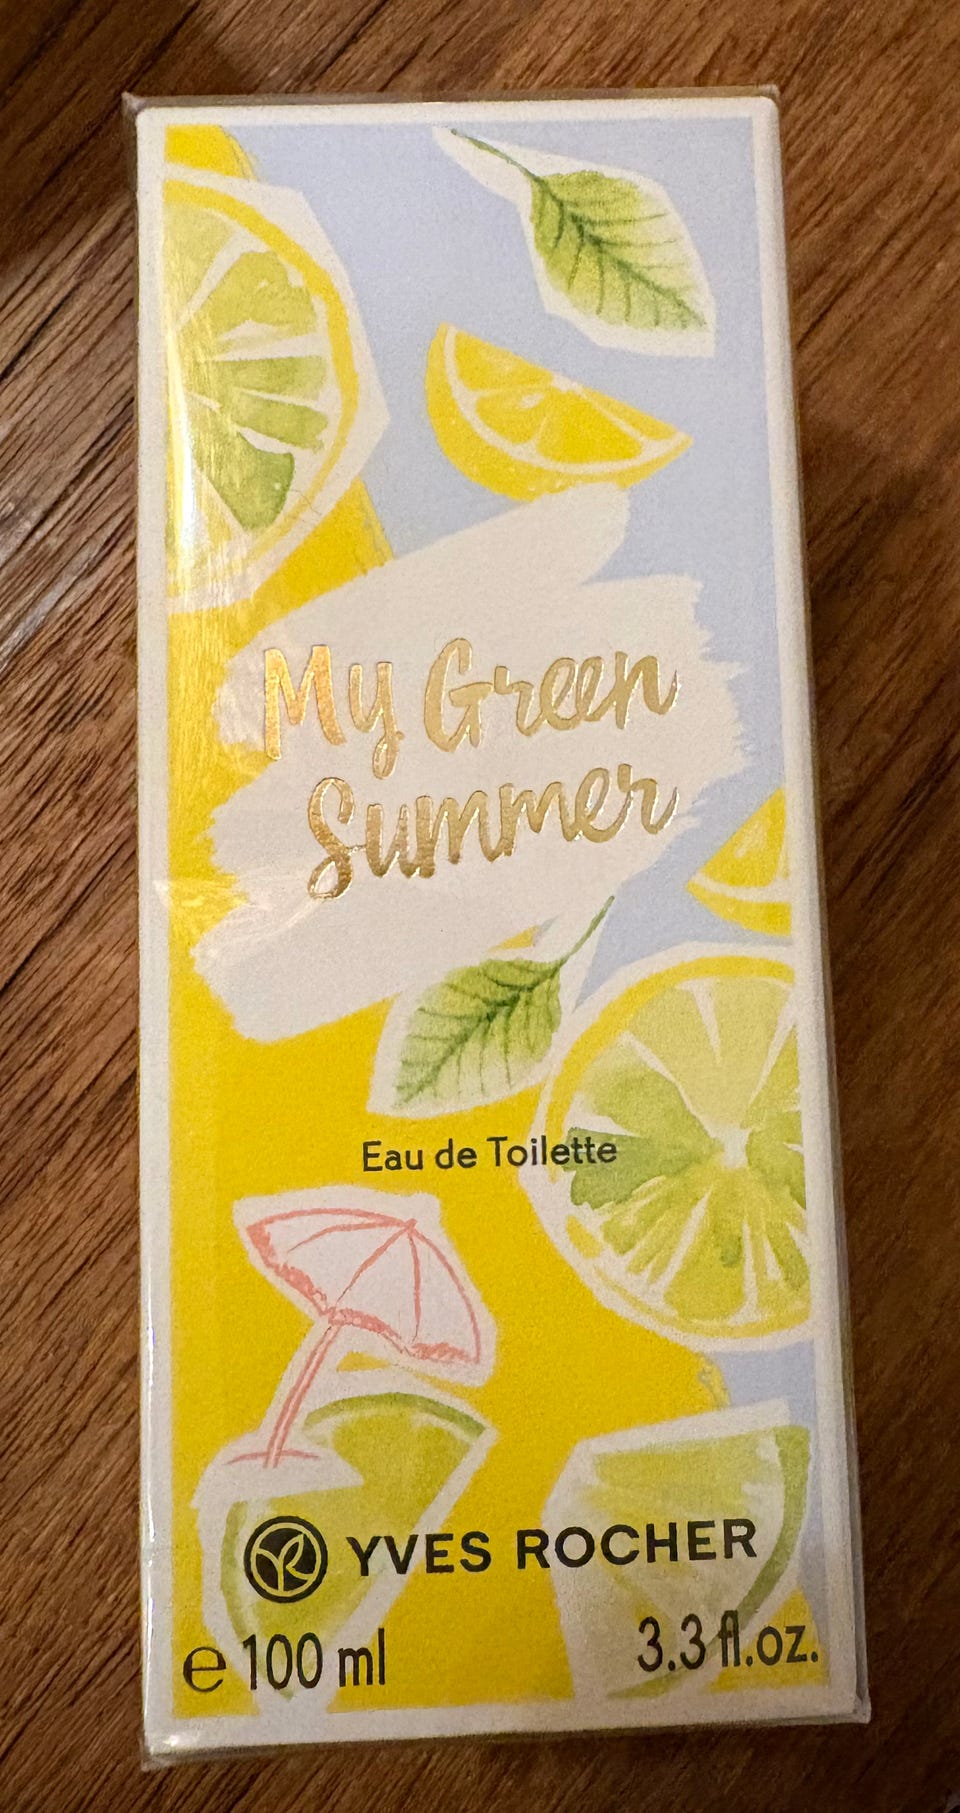 My Green
Summer
Eau de Toilette
YVES ROCHER
℮ 100 ml 3.3 fl.oz.